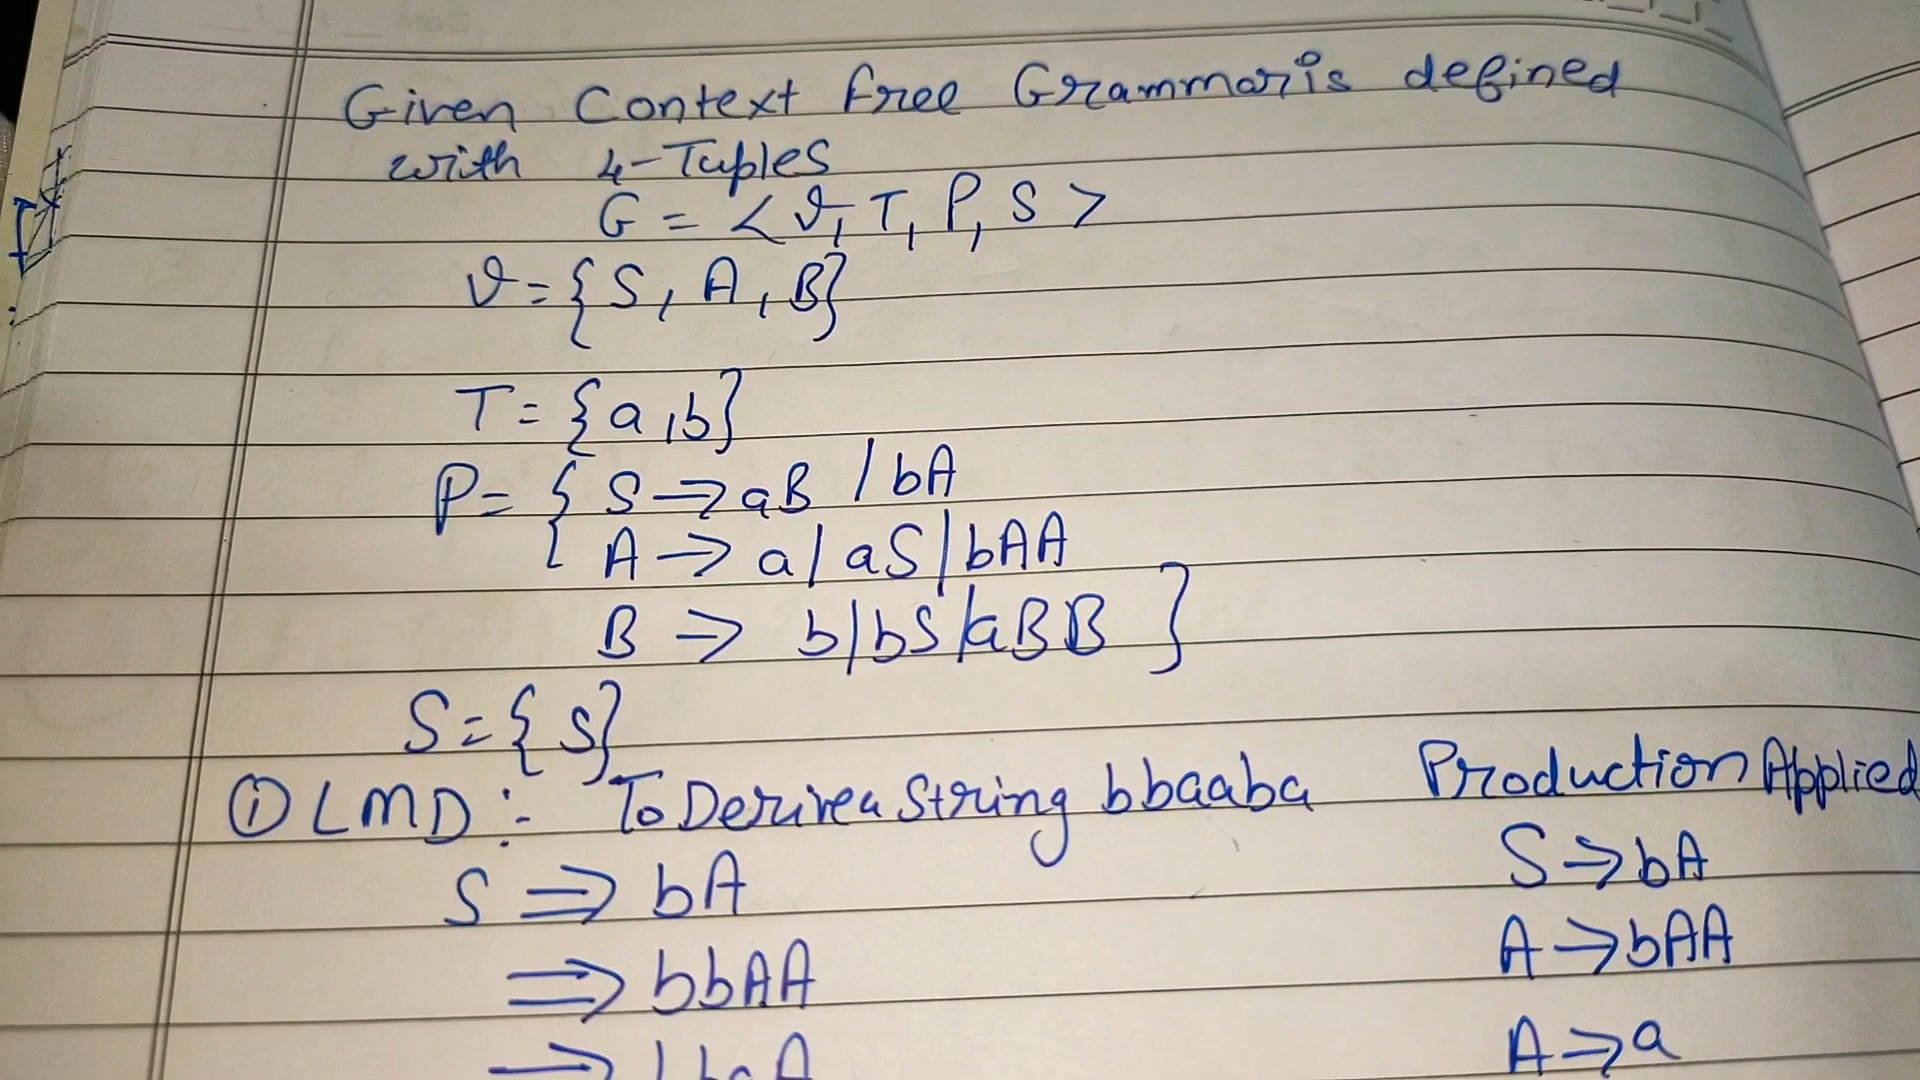 Given Context free Grammar is defined
with 4-Tuples
G = < V, T, P, S >
V = { S, A, B }
T = { a, b }
P = { S → aB / bA
A → a | aS | bAA
B → b | bS | aBB }
S = { S }
① LMD :- To Derive a String bbaaba Production Applied
S ⇒ bA S → bA
⇒ bbAA A → bAA
⇒ bbaA A → a